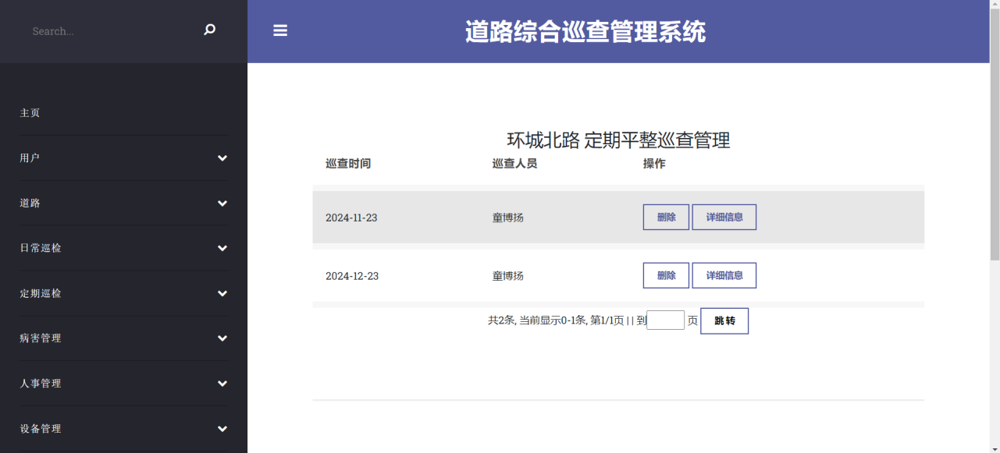 Search...
道路综合巡查管理系统
主页
用户
道路
日常巡检
定期巡检
病害管理
人事管理
设备管理
环城北路 定期平整巡查管理
巡查时间 巡查人员 操作
2024-11-23 童博扬 删除 详细信息
2024-12-23 童博扬 删除 详细信息
共2条, 当前显示0-1条, 第1/1页 | | 到 页 跳转